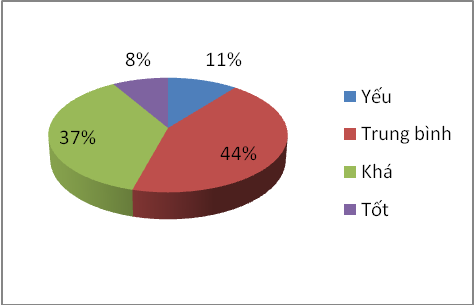 8%
11%
37%
44%
Yếu
Trung bình
Khá
Tốt